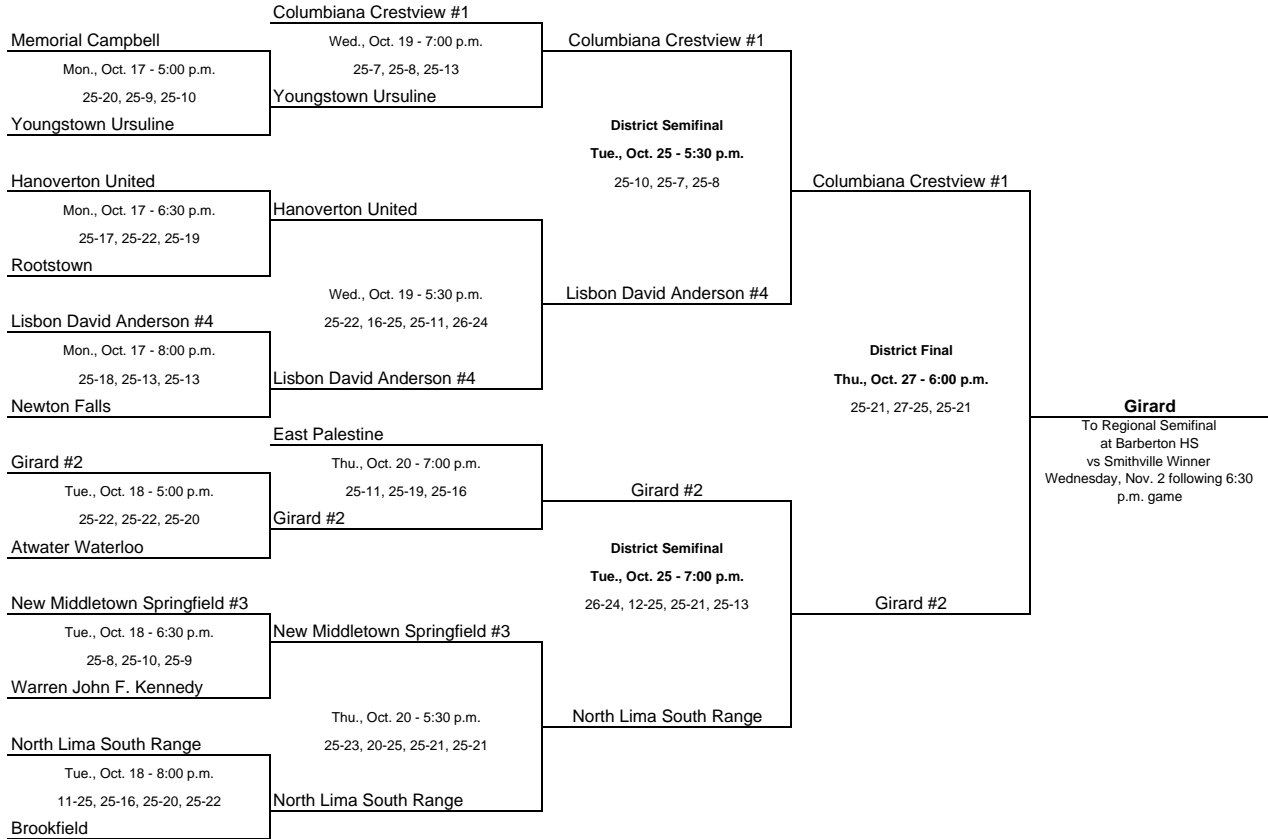 Columbiana Crestview #1
Memorial Campbell
Wed., Oct. 19 - 7:00 p.m.
Columbiana Crestview #1
Mon., Oct. 17 - 5:00 p.m.
25-7, 25-8, 25-13
25-20, 25-9, 25-10
Youngstown Ursuline
Youngstown Ursuline
District Semifinal
Tue., Oct. 25 - 5:30 p.m.
Hanoverton United
25-10, 25-7, 25-8
Columbiana Crestview #1
Mon., Oct. 17 - 6:30 p.m.
Hanoverton United
25-17, 25-22, 25-19
Rootstown
Wed., Oct. 19 - 5:30 p.m.
Lisbon David Anderson #4
Lisbon David Anderson #4
25-22, 16-25, 25-11, 26-24
Mon., Oct. 17 - 8:00 p.m.
District Final
25-18, 25-13, 25-13
Lisbon David Anderson #4
Thu., Oct. 27 - 6:00 p.m.
Newton Falls
25-21, 27-25, 25-21
Girard
To Regional Semifinal
at Barberton HS
vs Smithville Winner
Wednesday, Nov. 2 following 6:30
p.m. game
East Palestine
Girard #2
Thu., Oct. 20 - 7:00 p.m.
Tue., Oct. 18 - 5:00 p.m.
25-11, 25-19, 25-16
Girard #2
25-22, 25-22, 25-20
Girard #2
Atwater Waterloo
District Semifinal
Tue., Oct. 25 - 7:00 p.m.
New Middletown Springfield #3
26-24, 12-25, 25-21, 25-13
Girard #2
Tue., Oct. 18 - 6:30 p.m.
New Middletown Springfield #3
25-8, 25-10, 25-9
Warren John F. Kennedy
Thu., Oct. 20 - 5:30 p.m.
North Lima South Range
North Lima South Range
25-23, 20-25, 25-21, 25-21
Tue., Oct. 18 - 8:00 p.m.
11-25, 25-16, 25-20, 25-22
North Lima South Range
Brookfield